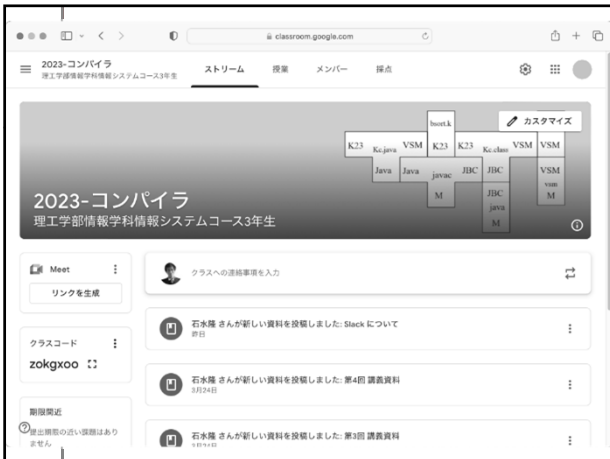 classroom.google.com
2023-コンパイラ
理工学部情報学科情報システムコース3年生
ストリーム
授業
メンバー
採点
カスタマイズ
hsort.k
K23 Kc.java VSM K23 K23 Kc.class VSM VSM
Java Java javac JBC JBC VSM
vsm
M JBC M
java
M
2023-コンパイラ
理工学部情報学科情報システムコース3年生
Meet
リンクを生成
クラスへの連絡事項を入力
石水隆 さんが新しい資料を投稿しました: Slack について
昨日
クラスコード
zokgxoo
石水隆 さんが新しい資料を投稿しました: 第4回 講義資料
3月24日
期限間近
提出期限の近い課題はあり
ません
石水隆 さんが新しい資料を投稿しました: 第3回 講義資料
3月24日